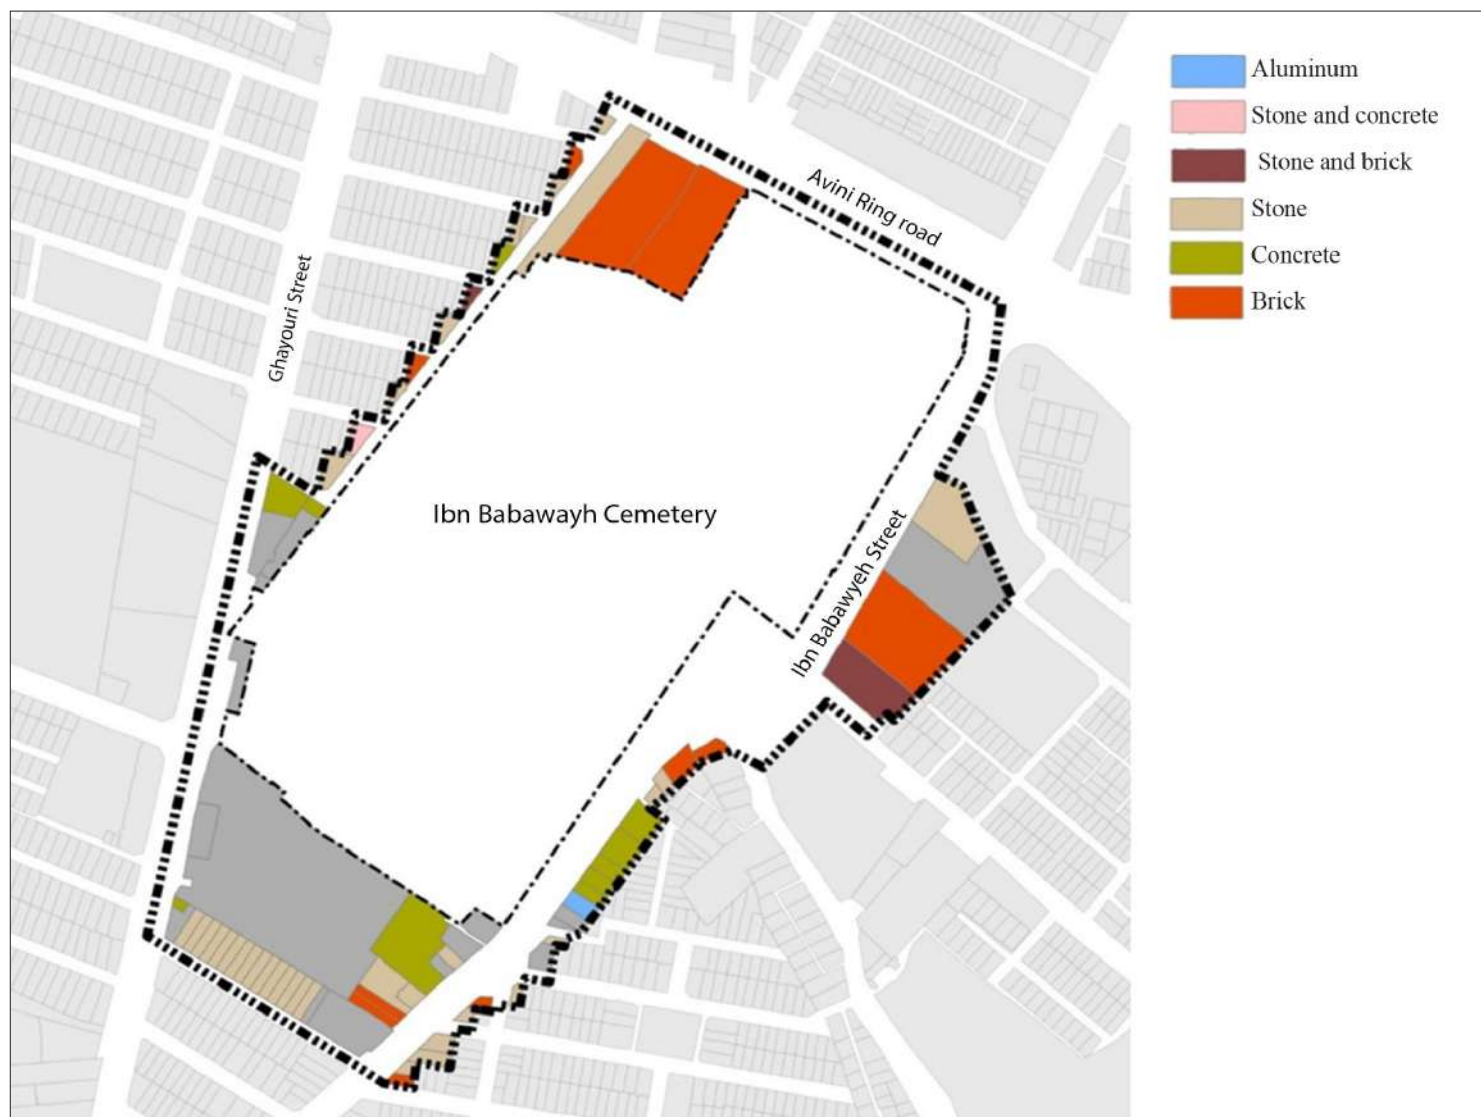 Aluminum
Stone and concrete
Stone and brick
Stone
Concrete
Brick
Avini Ring road
Ghayouri Street
Ibn Babawayh Cemetery
Ibn Babawyeh Street